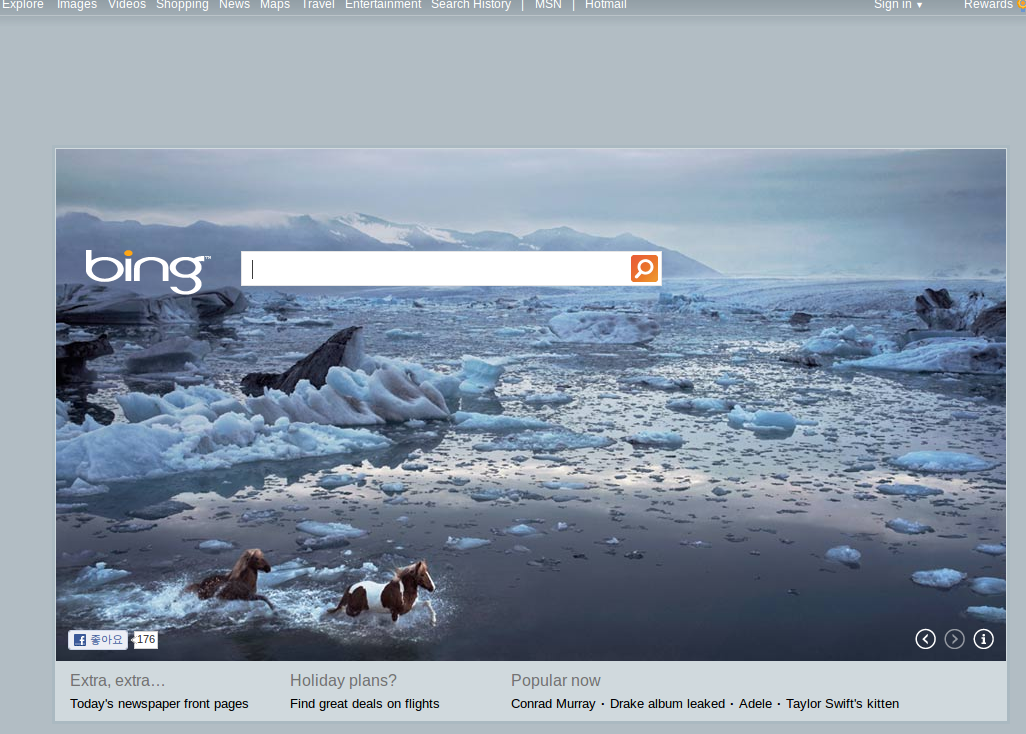 Explore Images Videos Shopping News Maps Travel Entertainment Search History | MSN | Hotmail Sign in ▼ Rewards
bing™
좋아요 176
Extra, extra… Holiday plans? Popular now
Today's newspaper front pages Find great deals on flights Conrad Murray · Drake album leaked · Adele · Taylor Swift's kitten